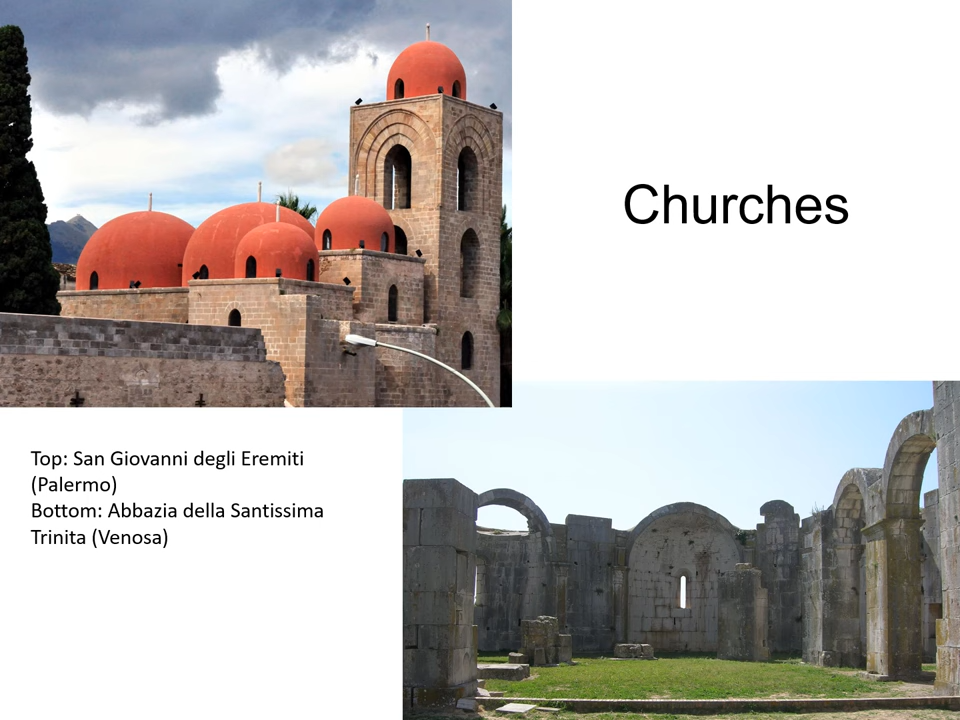 Churches
Top: San Giovanni degli Eremiti
(Palermo)
Bottom: Abbazia della Santissima
Trinita (Venosa)